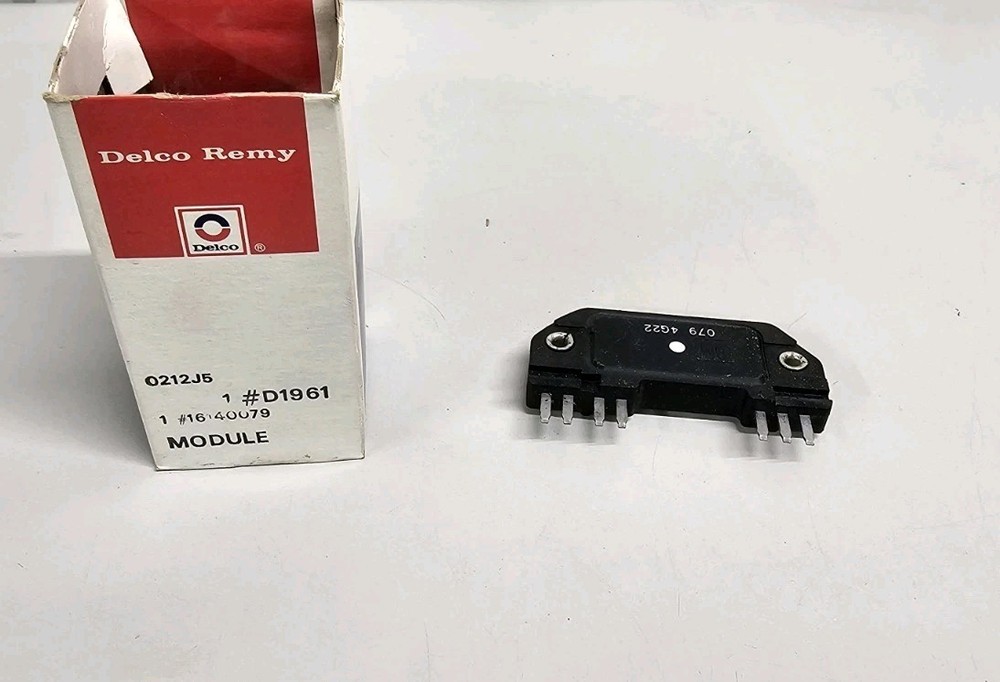 Delco Remy
Delco ®
0212J5
1 #D1961
1 #16140079
MODULE
079 4G22